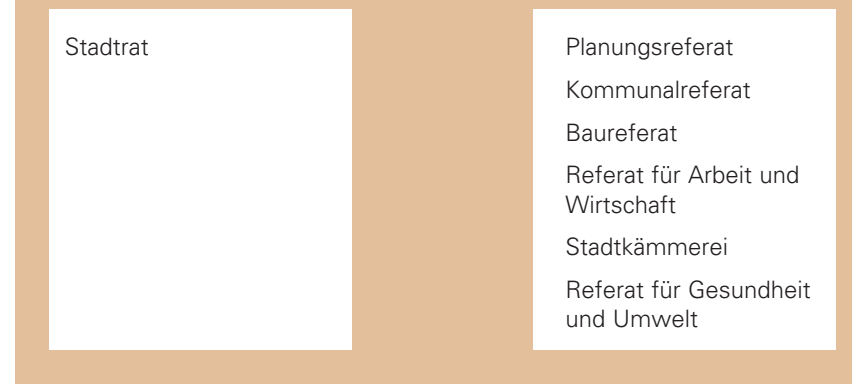 Stadtrat
Planungsreferat
Kommunalreferat
Baureferat
Referat für Arbeit und
Wirtschaft
Stadtkämmerei
Referat für Gesundheit
und Umwelt